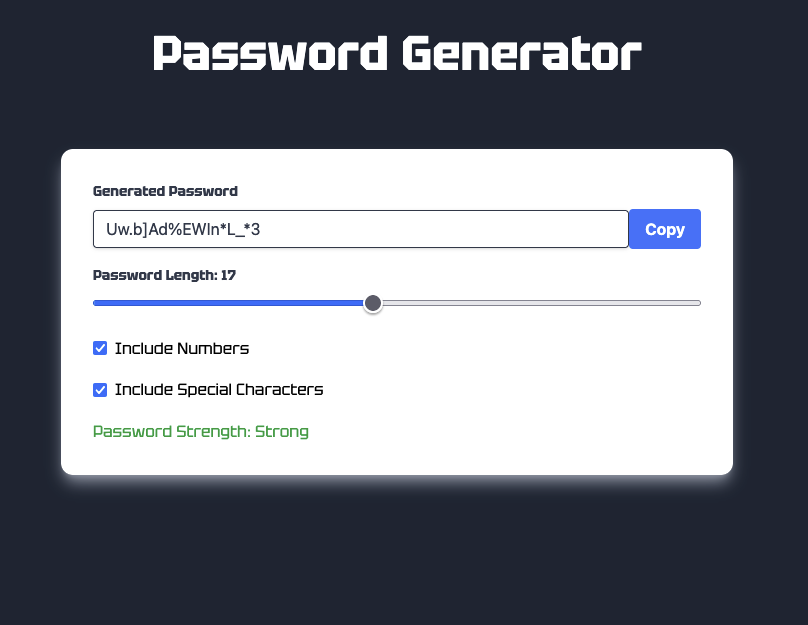 Password Generator
Generated Password
Uw.b]Ad%EWIn*L_*3
Copy
Password Length: 17
Include Numbers
Include Special Characters
Password Strength: Strong